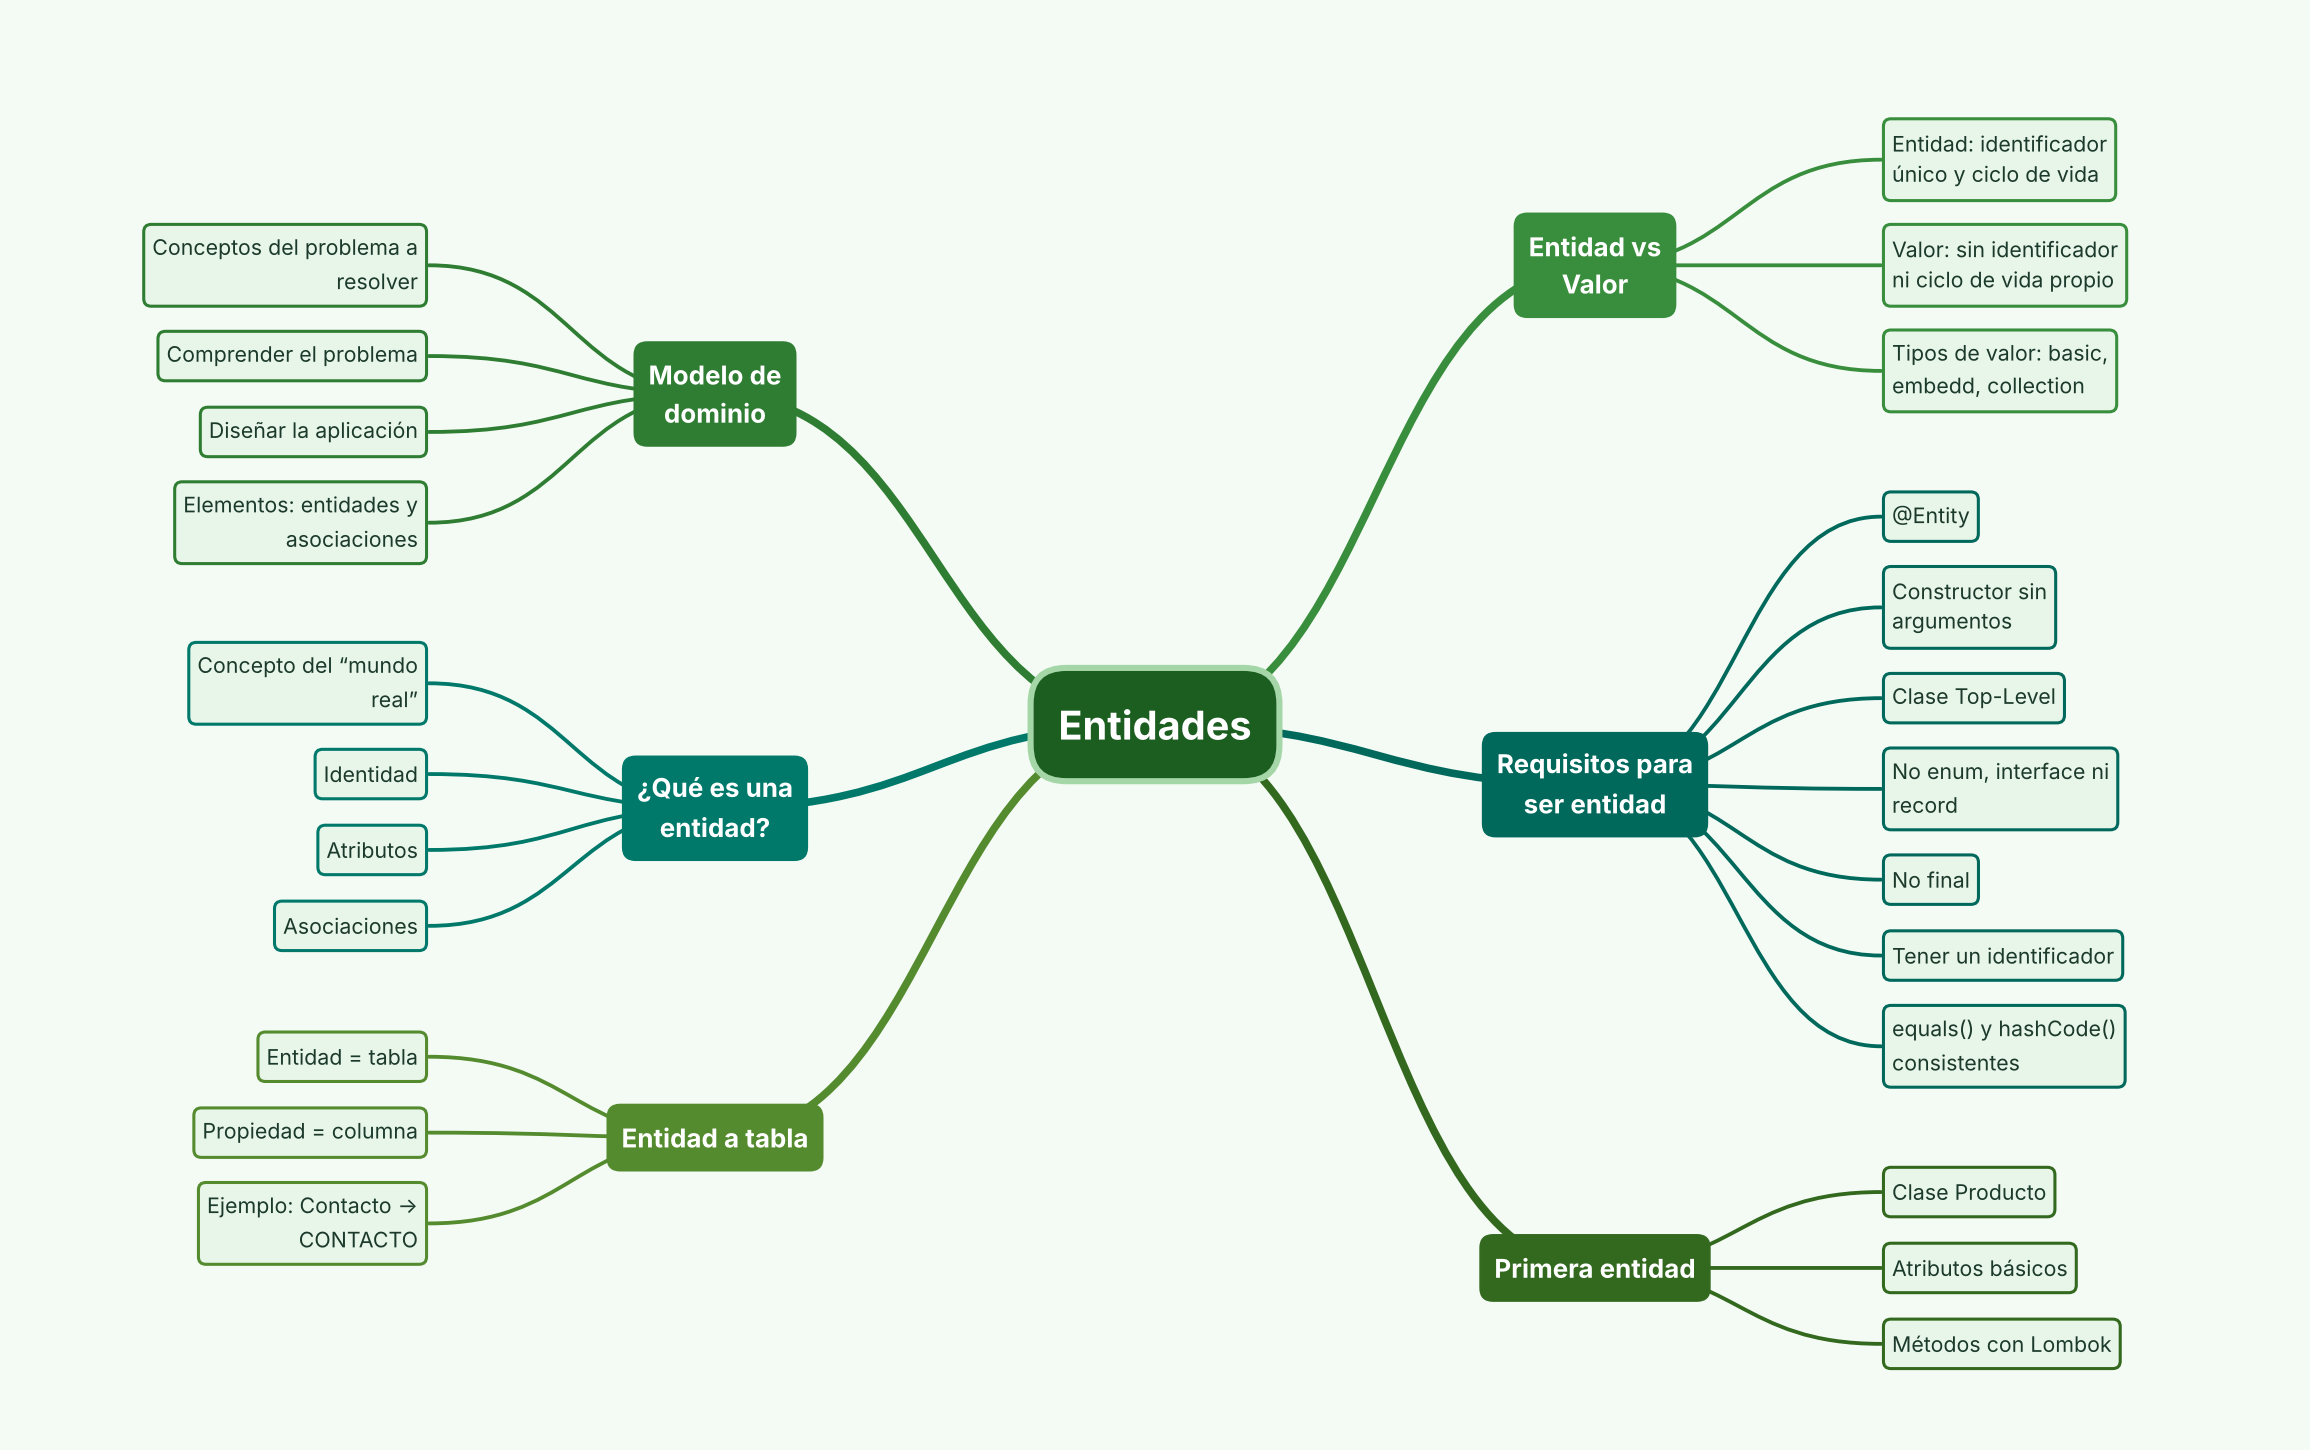 Entidades
Modelo de
dominio
Conceptos del problema a
resolver
Comprender el problema
Diseñar la aplicación
Elementos: entidades y
asociaciones
¿Qué es una
entidad?
Concepto del “mundo
real”
Identidad
Atributos
Asociaciones
Entidad a tabla
Entidad = tabla
Propiedad = columna
Ejemplo: Contacto →
CONTACTO
Entidad vs
Valor
Entidad: identificador
único y ciclo de vida
Valor: sin identificador
ni ciclo de vida propio
Tipos de valor: basic,
embedd, collection
Requisitos para
ser entidad
@Entity
Constructor sin
argumentos
Clase Top-Level
No enum, interface ni
record
No final
Tener un identificador
equals() y hashCode()
consistentes
Primera entidad
Clase Producto
Atributos básicos
Métodos con Lombok